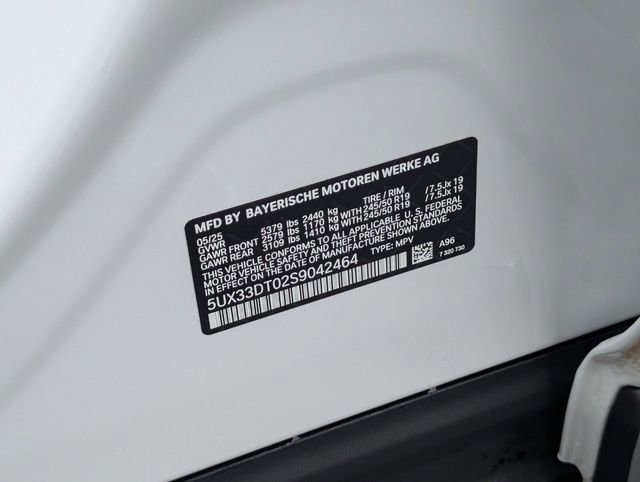 MFD BY BAYERISCHE MOTOREN WERKE AG
05/25 TIRE / RIM
GVWR 5379 lbs 2440 kg
GAWR FRONT 2579 lbs 1170 kg WITH 245/50 R19 /7.5Jx 19
GAWR REAR 3109 lbs 1410 kg WITH 245/50 R19 /7.5Jx 19
THIS VEHICLE CONFORMS TO ALL APPLICABLE U. S. FEDERAL
MOTOR VEHICLE SAFETY AND THEFT PREVENTION
STANDARDS IN EFFECT ON THE DATE OF MANUFACTURE SHOWN ABOVE.
5UX33DT02S9042464 TYPE: MPV
A96
7 320 730